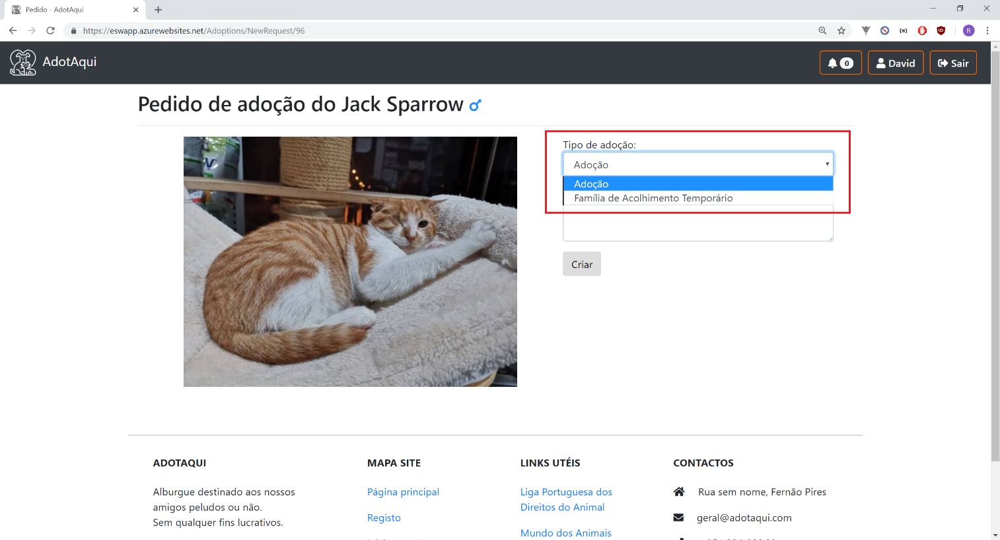 Pedido - AdotAqui
https://eswapp.azurewebsites.net/Adoptions/NewRequest/96
R
AdotAqui
0
David
Sair
Pedido de adoção do Jack Sparrow
Tipo de adoção:
Adoção
Adoção
Família de Acolhimento Temporário
Criar
ADOTAQUI
Alburgue destinado aos nossos
amigos peludos ou não.
Sem qualquer fins lucrativos.
MAPA SITE
Página principal
Registo
LINKS UTÉIS
Liga Portuguesa dos
Direitos do Animal
Mundo dos Animais
CONTACTOS
Rua sem nome, Fernão Pires
geral@adotaqui.com